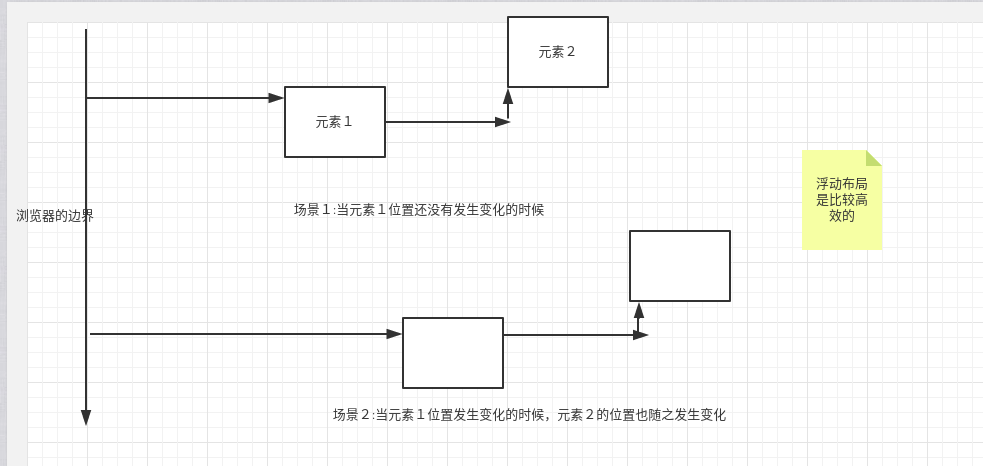 元素２
元素１
浮动布局
是比较高
效的
场景１:当元素１位置还没有发生变化的时候
浏览器的边界
场景２:当元素１位置发生变化的时候，元素２的位置也随之发生变化